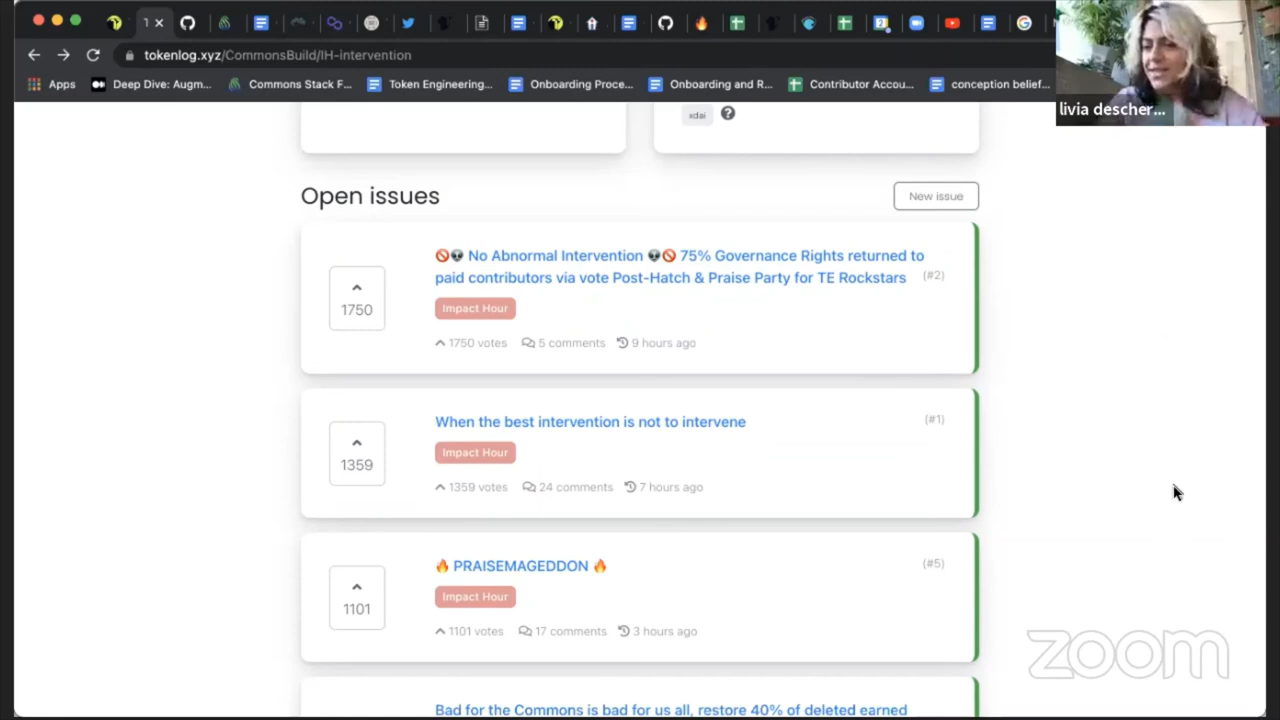 tokenlog.xyz/CommonsBuild/IH-intervention
Apps Deep Dive: Augm... Commons Stack F... Token Engineering... Onboarding Proce... Onboarding and R... Contributor Accou... conception belief...
livia descher...
xdai
Open issues
New issue
🚫👽 No Abnormal Intervention 👽🚫 75% Governance Rights returned to
paid contributors via vote Post-Hatch & Praise Party for TE Rockstars
(#2)
1750
Impact Hour
1750 votes 5 comments 9 hours ago
When the best intervention is not to intervene
(#1)
1359
Impact Hour
1359 votes 24 comments 7 hours ago
🔥 PRAISEMAGEDDON 🔥
(#5)
1101
Impact Hour
1101 votes 17 comments 3 hours ago
zoom
Bad for the Commons is bad for us all, restore 40% of deleted earned